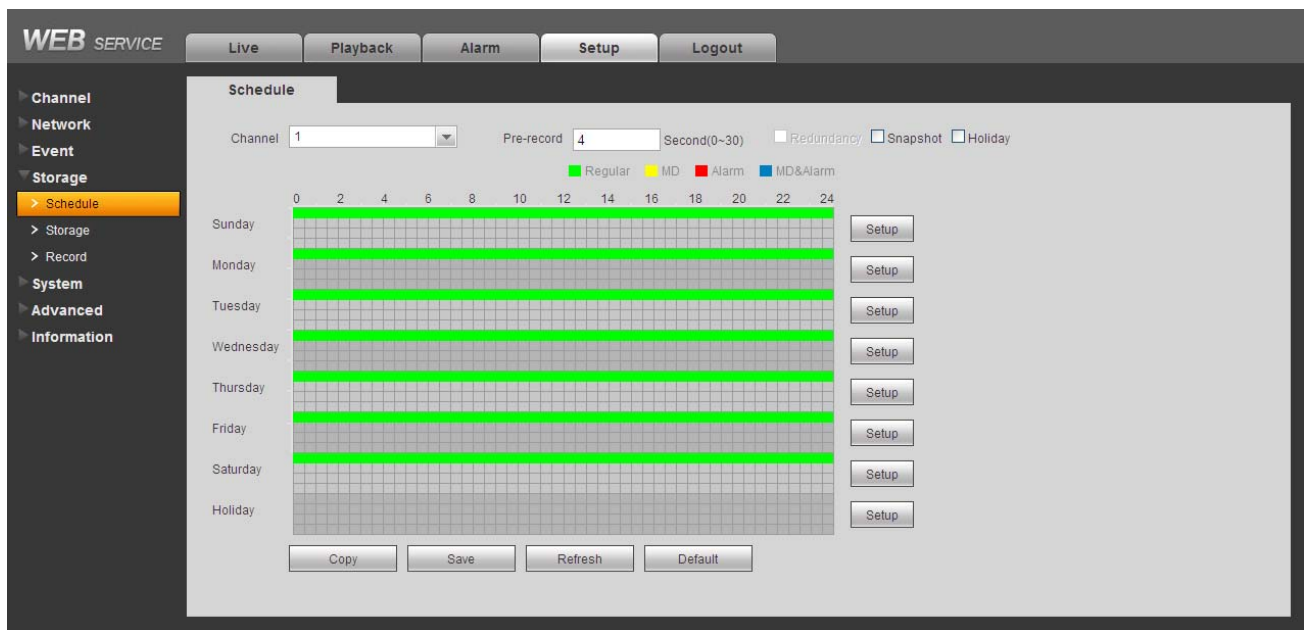 WEB SERVICE
Live Playback Alarm Setup Logout
Channel
Network
Event
Storage
> Schedule
> Storage
> Record
System
Advanced
Information
Schedule
Channel 1 Pre-record 4 Second(0~30) Redundancy Snapshot Holiday
Regular MD Alarm MD&Alarm
0 2 4 6 8 10 12 14 16 18 20 22 24
Sunday Setup
Monday Setup
Tuesday Setup
Wednesday Setup
Thursday Setup
Friday Setup
Saturday Setup
Holiday Setup
Copy Save Refresh Default